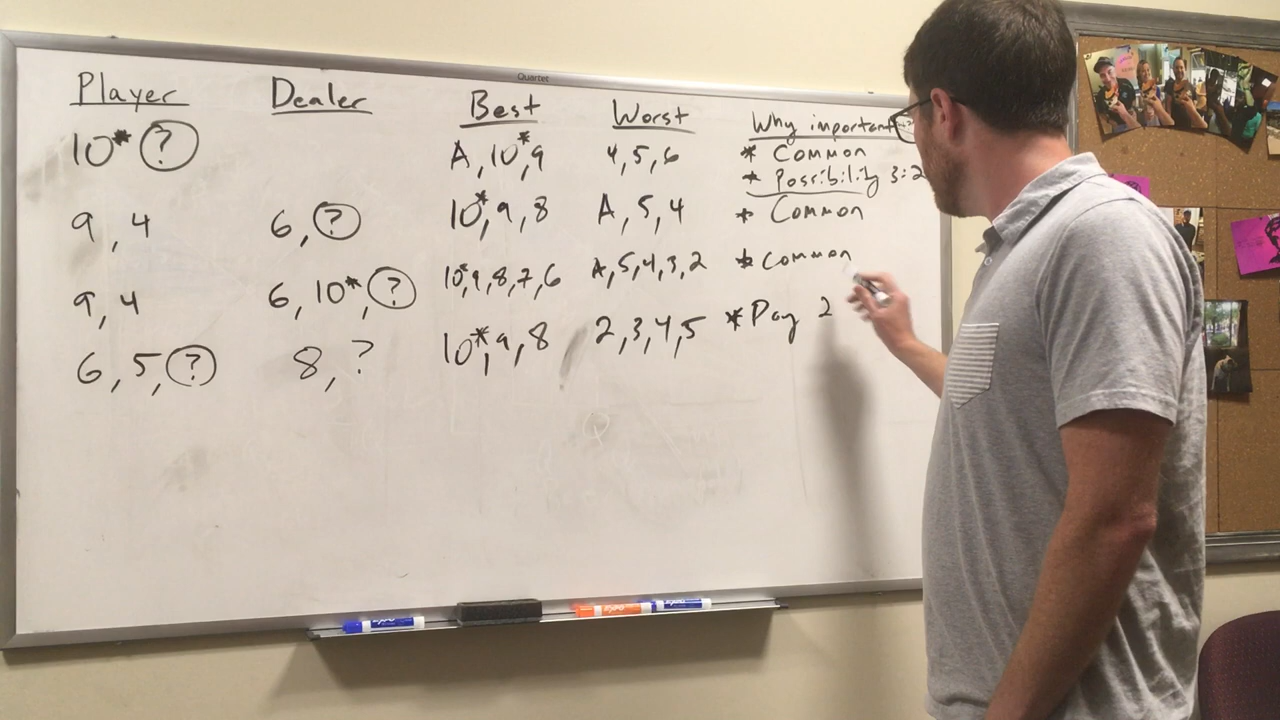 Quartet
Player Dealer Best Worst Why important
10* ? A, 10*, 9 4, 5, 6 * Common
* Possibility 3:2
9, 4 6, ? 10*, 9, 8 A, 5, 4 * Common
9, 4 6, 10*, ? 10*, 9, 8, 7, 6 A, 5, 4, 3, 2 * Common
6, 5, ? 8, ? 10*, 9, 8 2, 3, 4, 5 * Pay 2